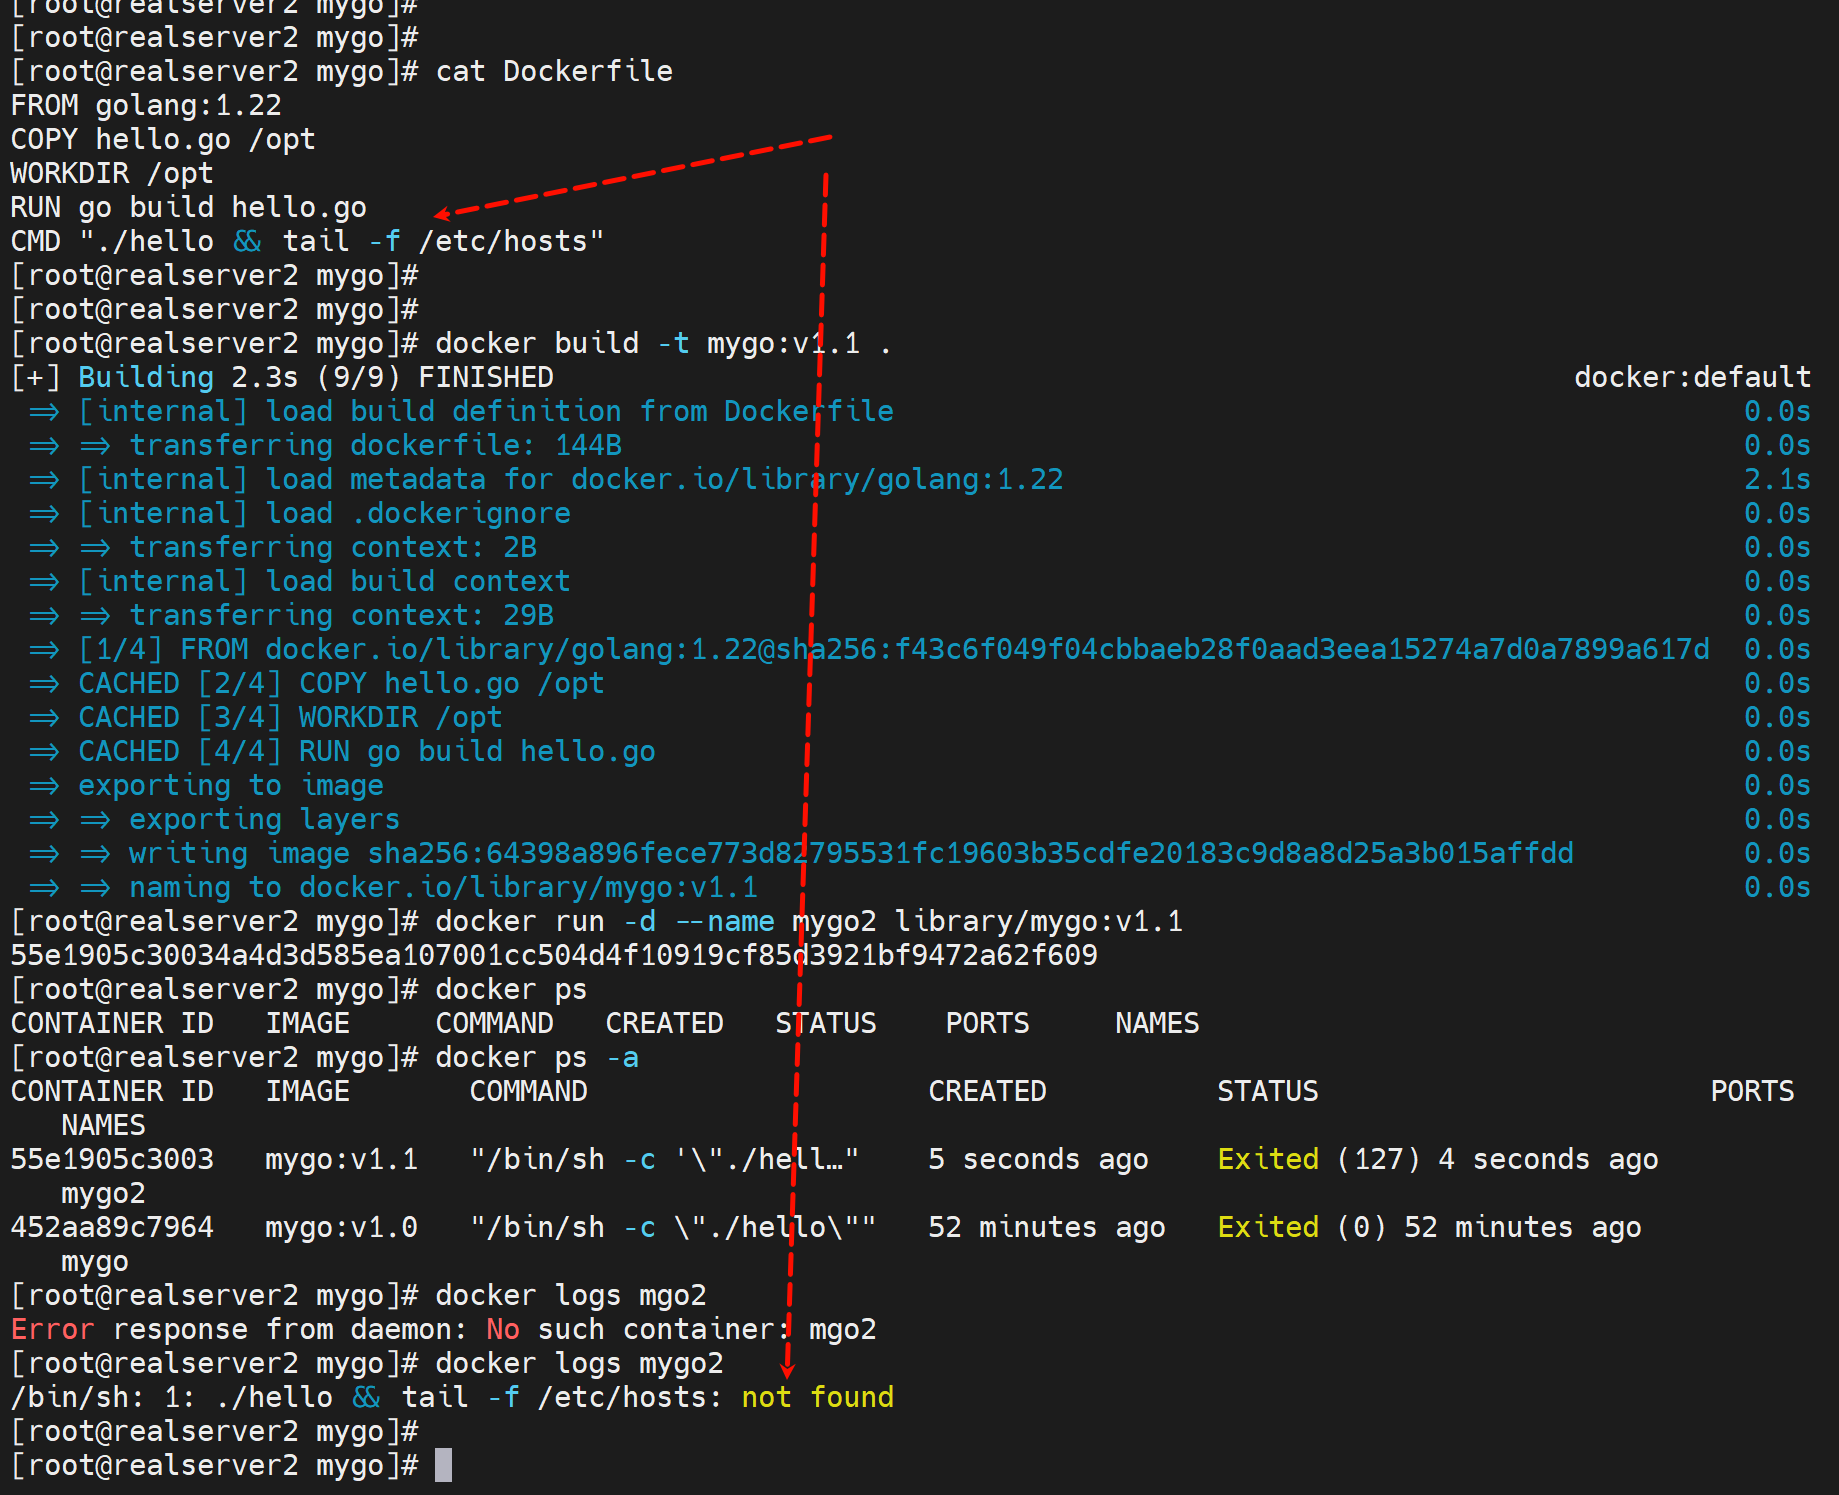 [root@realserver2 mygo]#
[root@realserver2 mygo]#
[root@realserver2 mygo]# cat Dockerfile
FROM golang:1.22
COPY hello.go /opt
WORKDIR /opt
RUN go build hello.go
CMD "./hello && tail -f /etc/hosts"
[root@realserver2 mygo]#
[root@realserver2 mygo]#
[root@realserver2 mygo]# docker build -t mygo:v1.1 .
[+] Building 2.3s (9/9) FINISHED docker:default
=> [internal] load build definition from Dockerfile 0.0s
=> => transferring dockerfile: 144B 0.0s
=> [internal] load metadata for docker.io/library/golang:1.22 2.1s
=> [internal] load .dockerignore 0.0s
=> => transferring context: 2B 0.0s
=> [internal] load build context 0.0s
=> => transferring context: 29B 0.0s
=> [1/4] FROM docker.io/library/golang:1.22@sha256:f43c6f049f04cbbaeb28f0aad3eea15274a7d0a7899a617d 0.0s
=> CACHED [2/4] COPY hello.go /opt 0.0s
=> CACHED [3/4] WORKDIR /opt 0.0s
=> CACHED [4/4] RUN go build hello.go 0.0s
=> exporting to image 0.0s
=> => exporting layers 0.0s
=> => writing image sha256:64398a896fece773d82795531fc19603b35cdfe20183c9d8a8d25a3b015affdd 0.0s
=> => naming to docker.io/library/mygo:v1.1 0.0s
[root@realserver2 mygo]# docker run -d --name mygo2 library/mygo:v1.1
55e1905c30034a4d3d585ea107001cc504d4f10919cf85d3921bf9472a62f609
[root@realserver2 mygo]# docker ps
CONTAINER ID IMAGE COMMAND CREATED STATUS PORTS NAMES
[root@realserver2 mygo]# docker ps -a
CONTAINER ID IMAGE COMMAND CREATED STATUS PORTS
NAMES
55e1905c3003 mygo:v1.1 "/bin/sh -c '\"./hell…" 5 seconds ago Exited (127) 4 seconds ago
mygo2
452aa89c7964 mygo:v1.0 "/bin/sh -c \"./hello\"" 52 minutes ago Exited (0) 52 minutes ago
mygo
[root@realserver2 mygo]# docker logs mgo2
Error response from daemon: No such container: mgo2
[root@realserver2 mygo]# docker logs mygo2
/bin/sh: 1: ./hello && tail -f /etc/hosts: not found
[root@realserver2 mygo]#
[root@realserver2 mygo]#